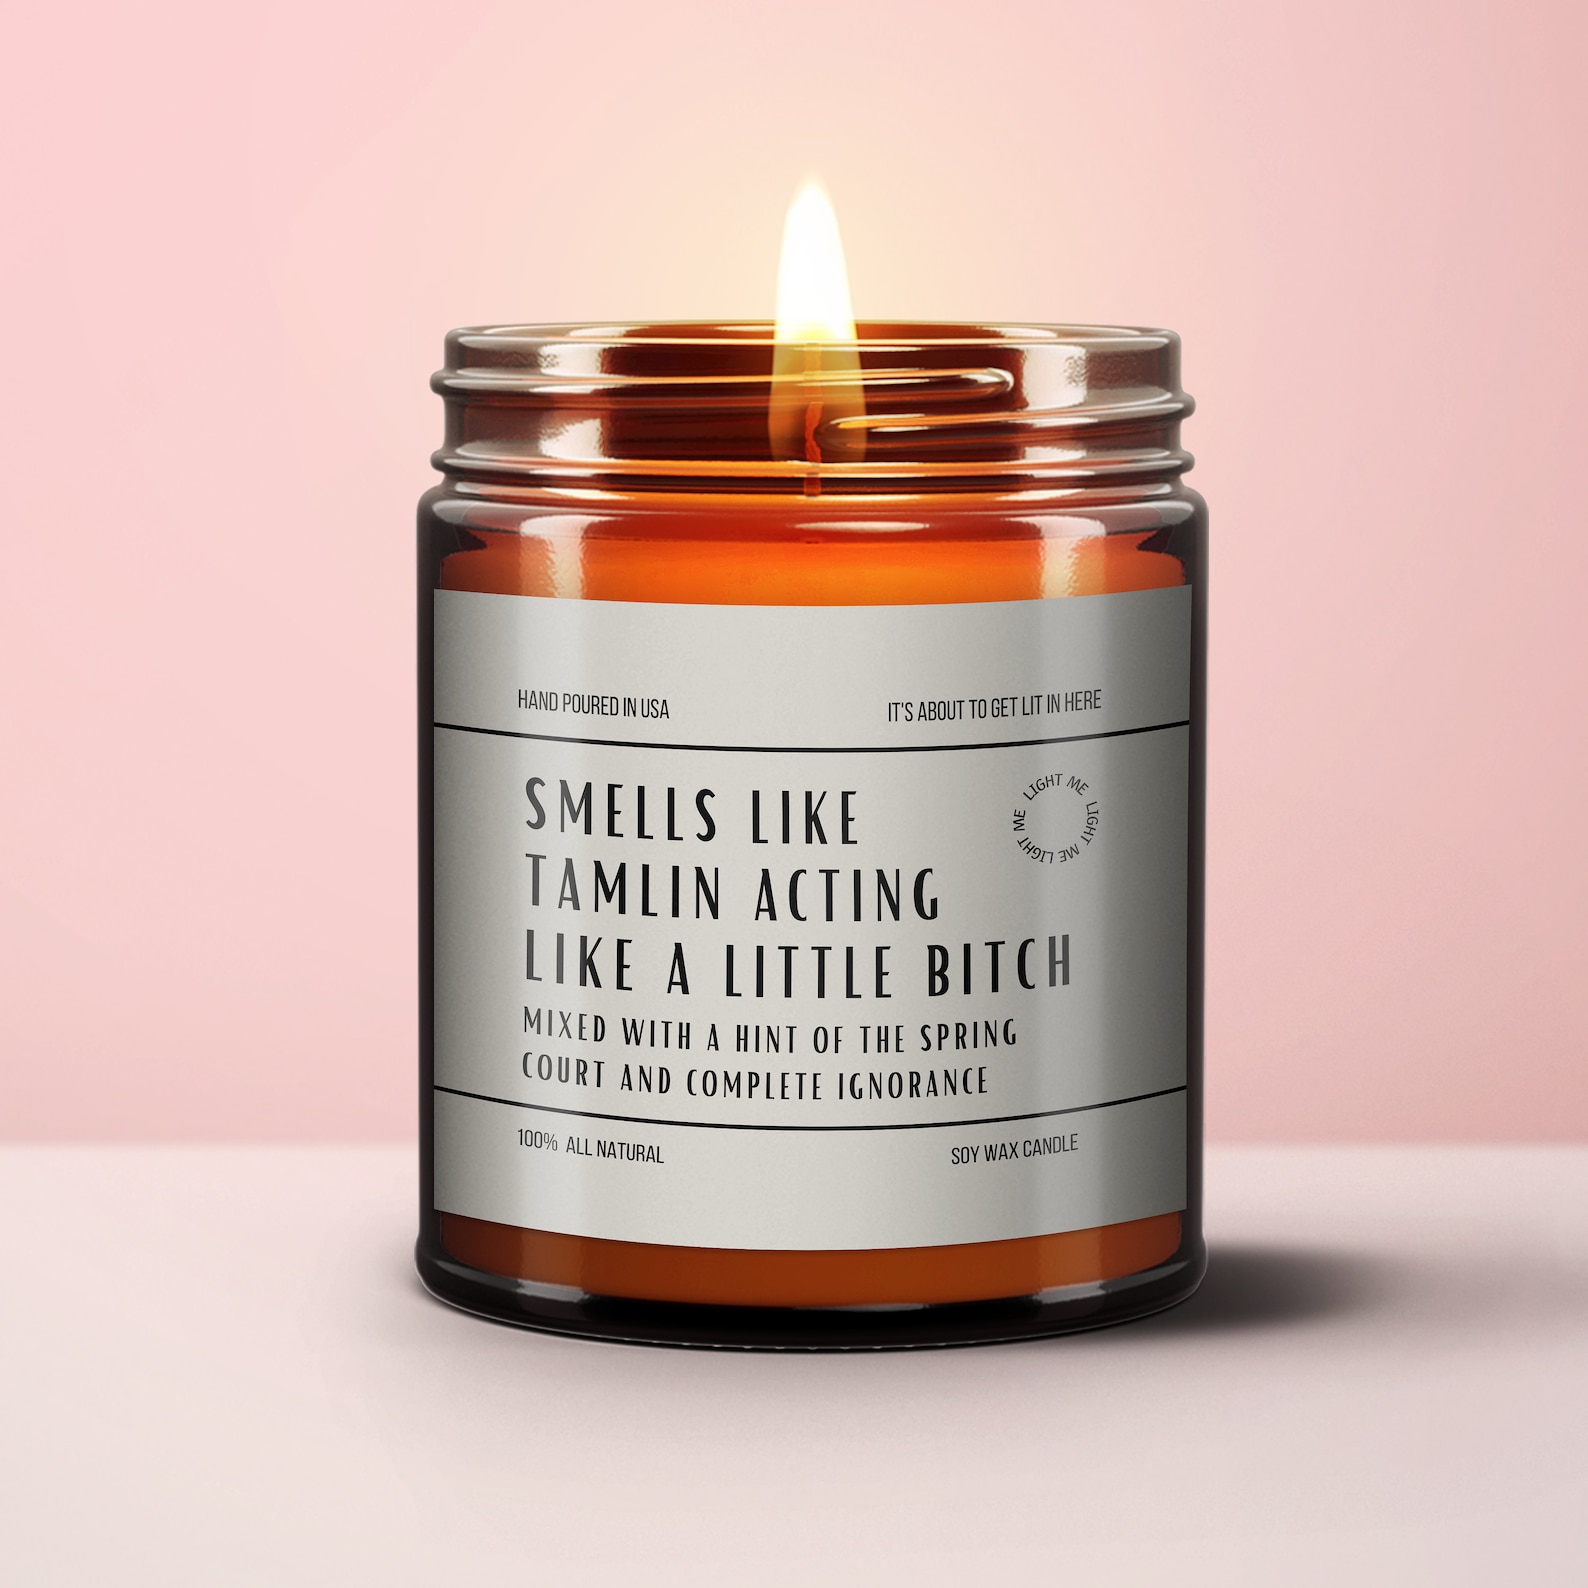 HAND POURED IN USA
IT'S ABOUT TO GET LIT IN HERE
SMELLS LIKE
TAMLIN ACTING
LIKE A LITTLE BITCH
MIXED WITH A HINT OF THE SPRING
COURT AND COMPLETE IGNORANCE
LIGHT ME LIGHT ME LIGHT ME
100% ALL NATURAL
SOY WAX CANDLE